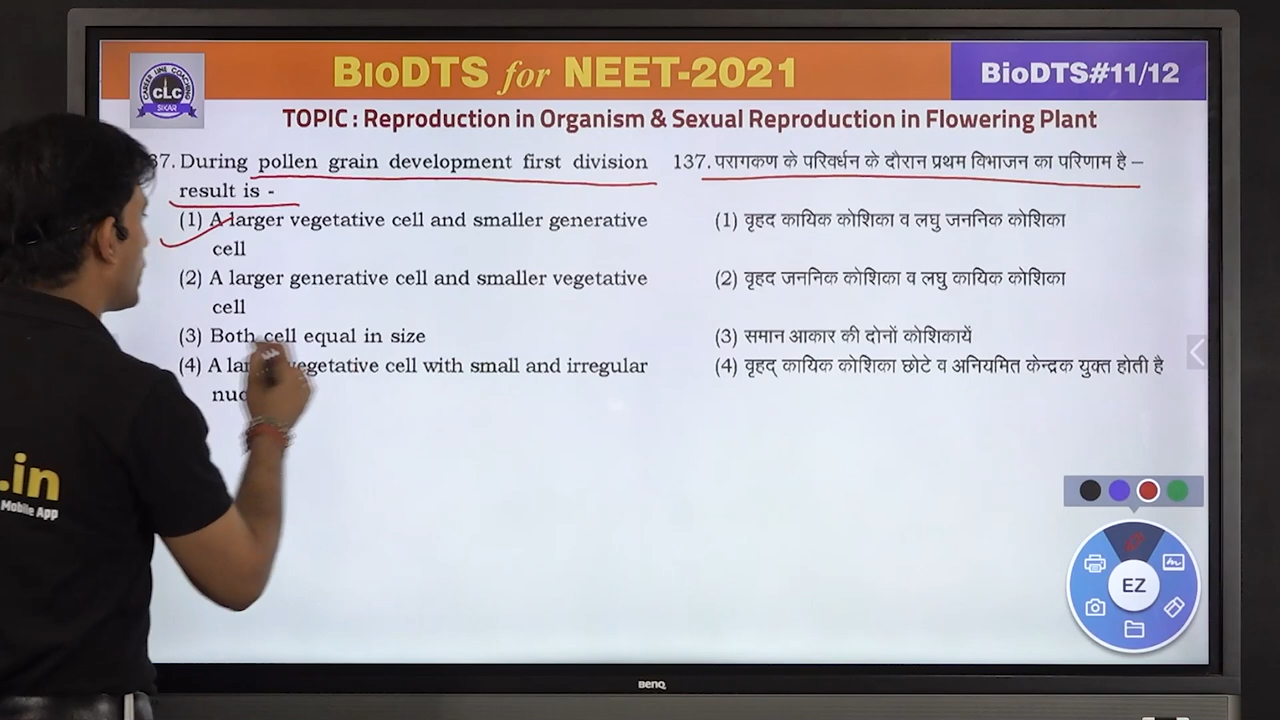 BIODTS for NEET-2021
BioDTS#11/12
CAREER LINE COACHING
CLC
SIKAR
TOPIC : Reproduction in Organism & Sexual Reproduction in Flowering Plant
37. During pollen grain development first division
result is -
(1) A larger vegetative cell and smaller generative
cell
(2) A larger generative cell and smaller vegetative
cell
(3) Both cell equal in size
(4) A vegetative cell with small and irregular
137. परागकण के परिवर्धन के दौरान प्रथम विभाजन का परिणाम है –
(1) वृहद कायिक कोशिका व लघु जननिक कोशिका
(2) वृहद जननिक कोशिका व लघु कायिक कोशिका
(3) समान आकार की दोनों कोशिकायें
(4) वृहद् कायिक कोशिका छोटे व अनियमित केन्द्रक युक्त होती है
EZ
.in
Mobile App
BenQ